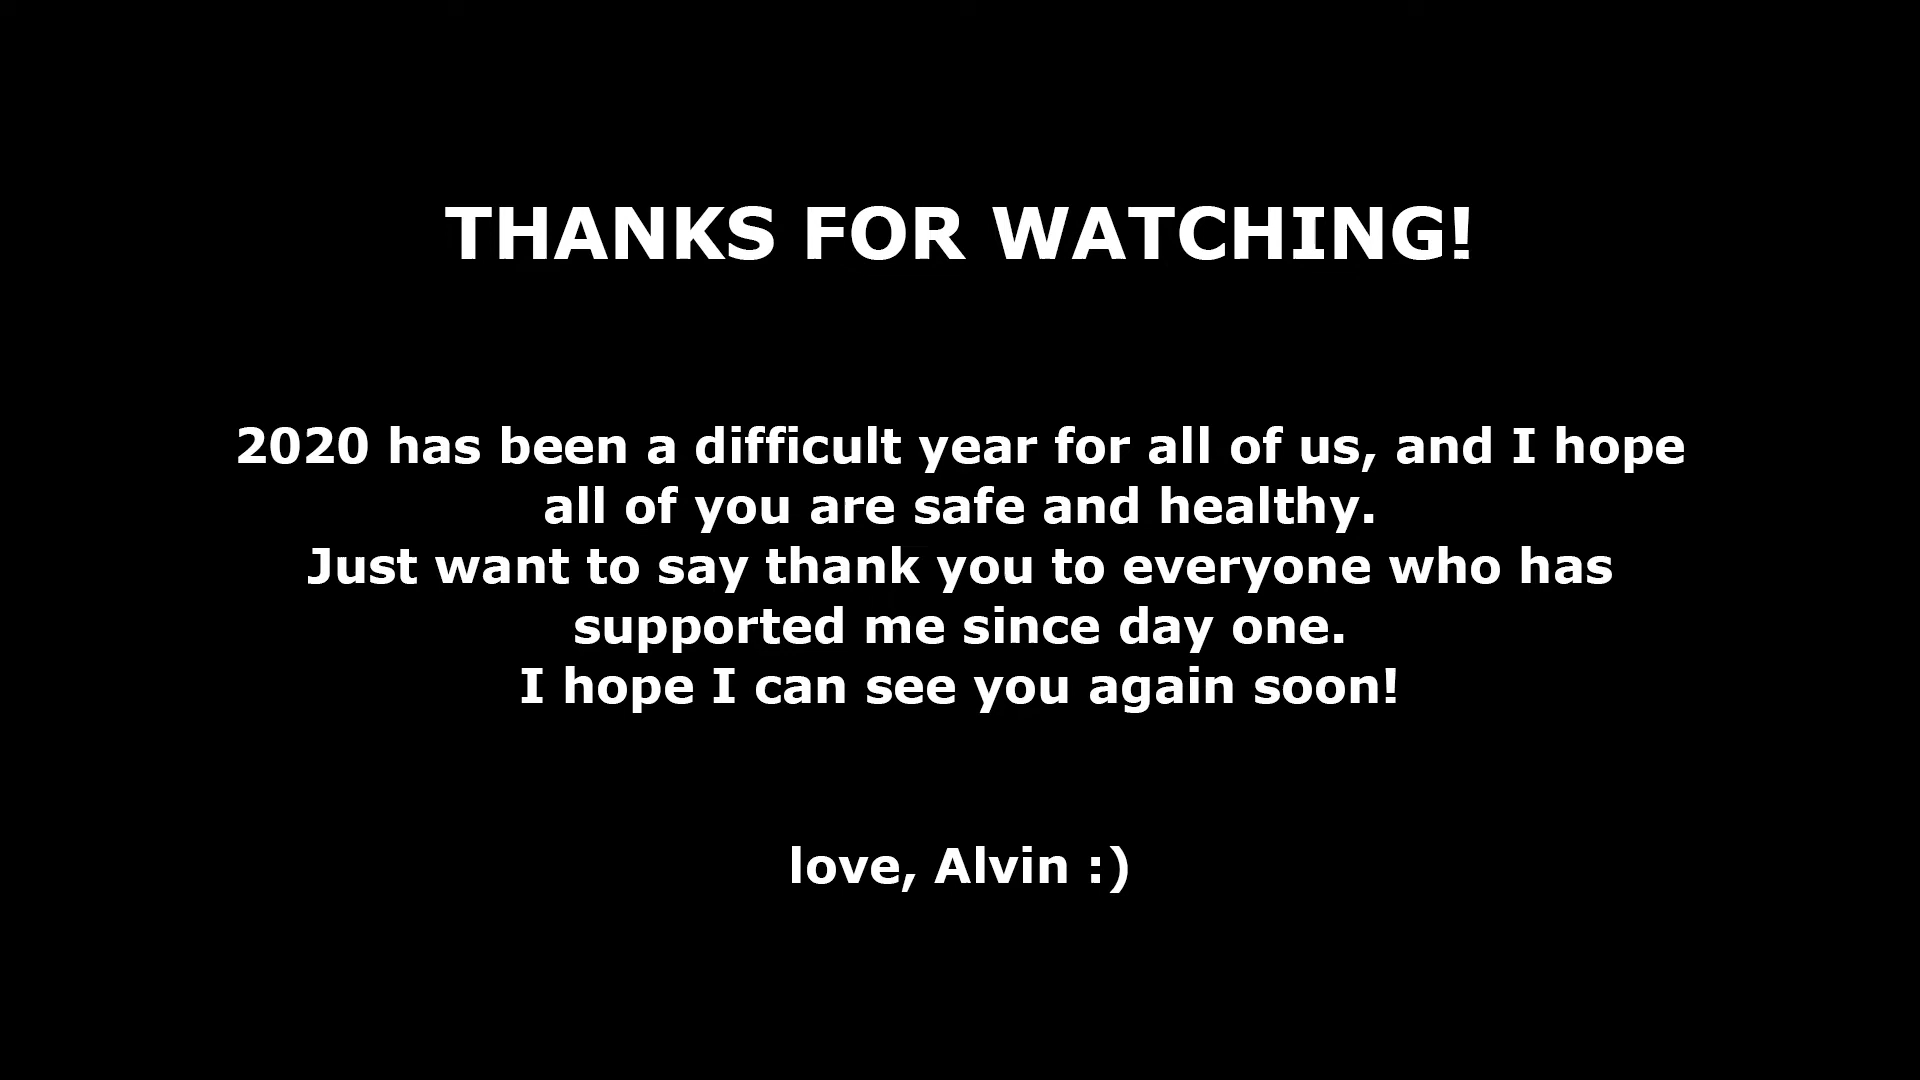 THANKS FOR WATCHING!
2020 has been a difficult year for all of us, and I hope
all of you are safe and healthy.
Just want to say thank you to everyone who has
supported me since day one.
I hope I can see you again soon!
love, Alvin :)